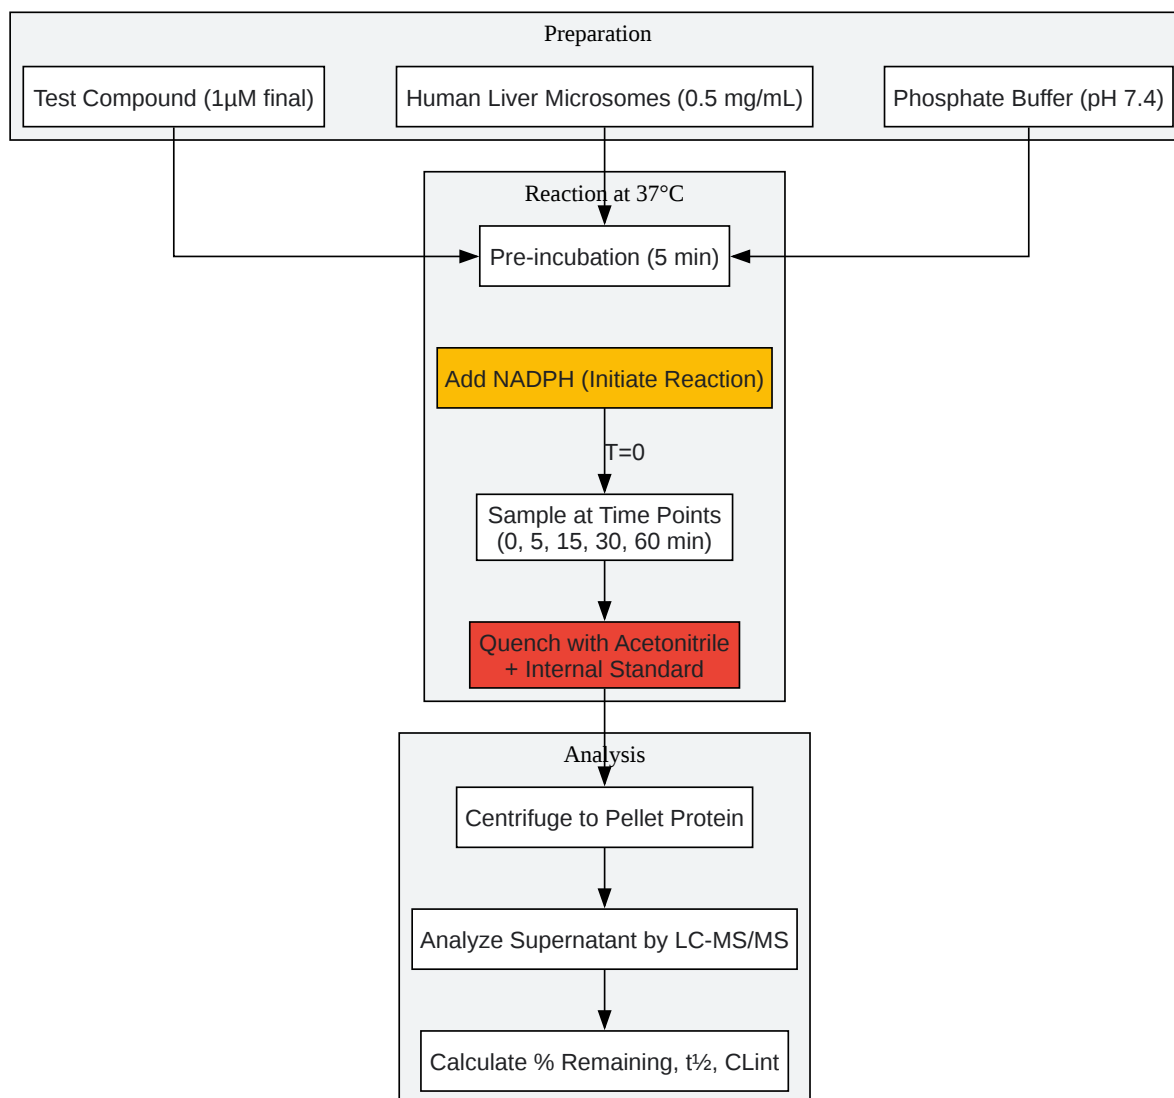 Preparation
Test Compound (1µM final)
Human Liver Microsomes (0.5 mg/mL)
Phosphate Buffer (pH 7.4)
Reaction at 37°C
Pre-incubation (5 min)
Add NADPH (Initiate Reaction)
T=0
Sample at Time Points
(0, 5, 15, 30, 60 min)
Quench with Acetonitrile
+ Internal Standard
Analysis
Centrifuge to Pellet Protein
Analyze Supernatant by LC-MS/MS
Calculate % Remaining, t½, CLint